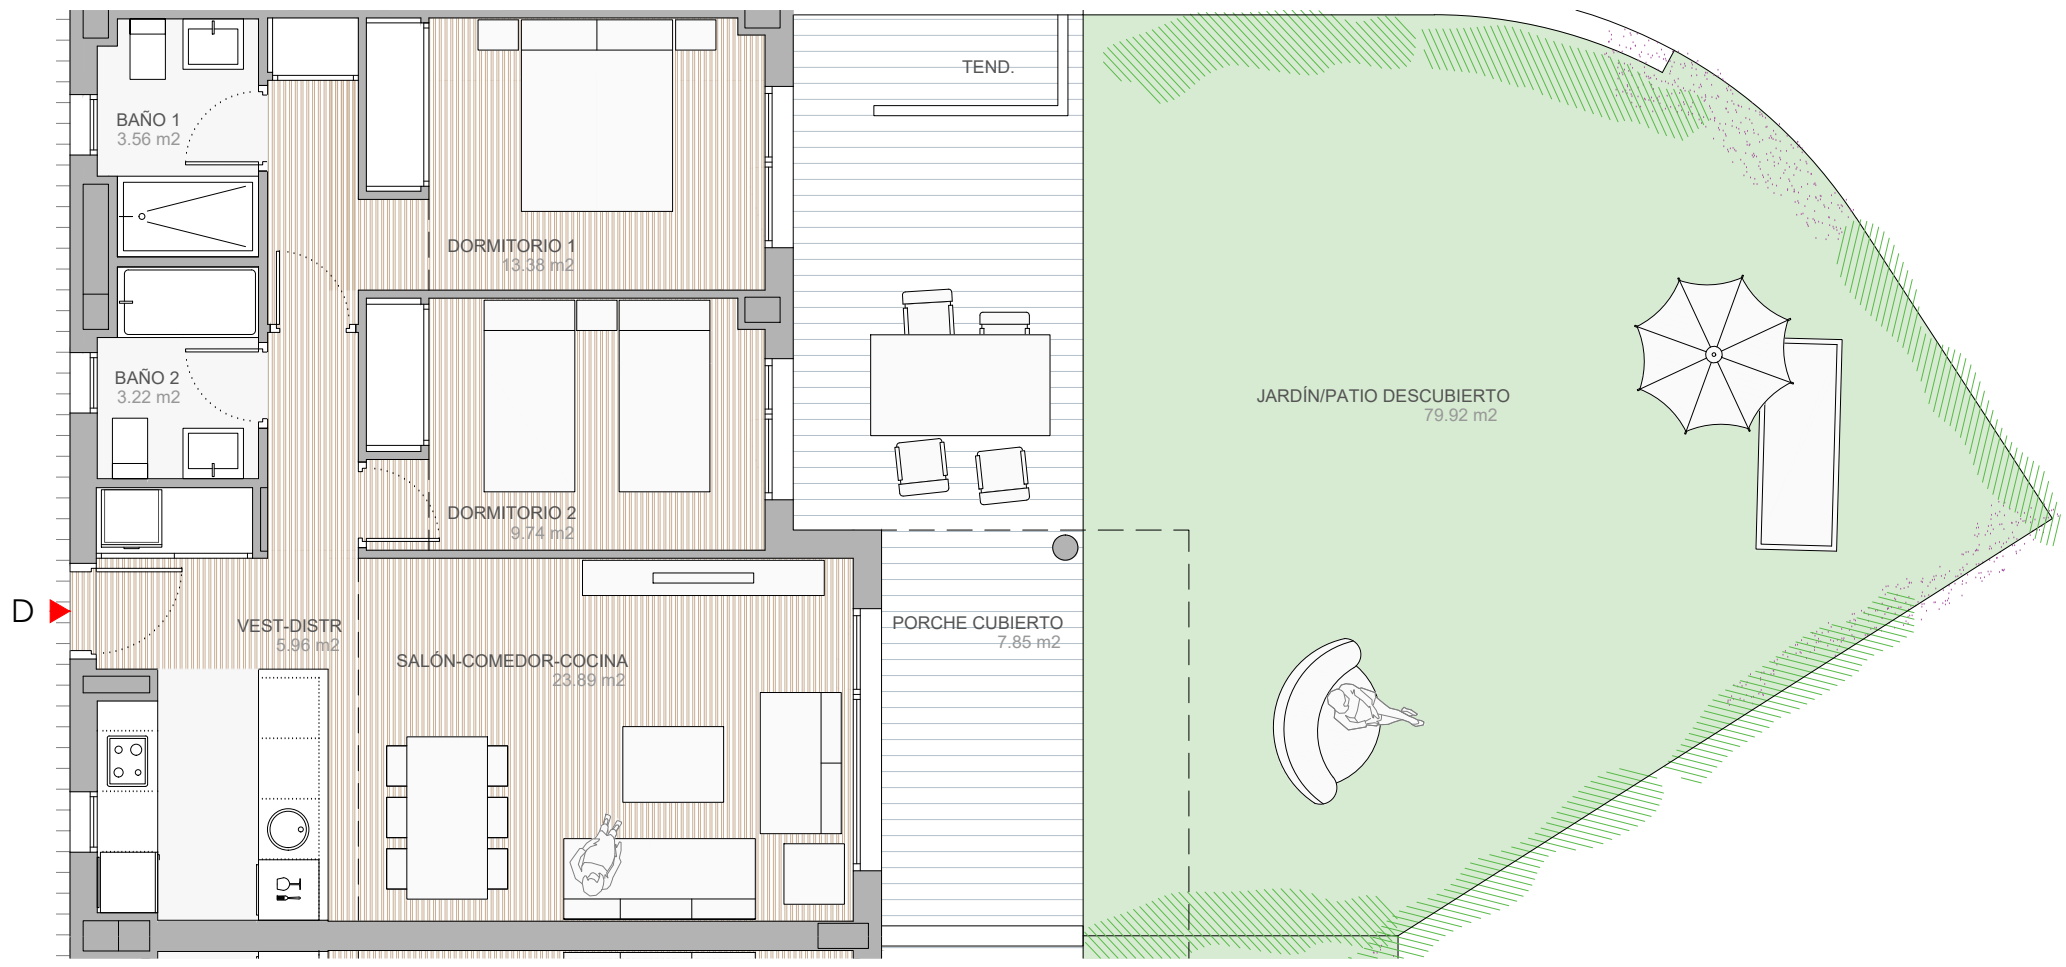 TEND.
BAÑO 1
3.56 m2
DORMITORIO 1
13.38 m2
BAÑO 2
3.22 m2
JARDÍN/PATIO DESCUBIERTO
79.92 m2
DORMITORIO 2
9.74 m2
D
VEST-DISTR
5.96 m2
PORCHE CUBIERTO
7.85 m2
SALÓN-COMEDOR-COCINA
23.89 m2